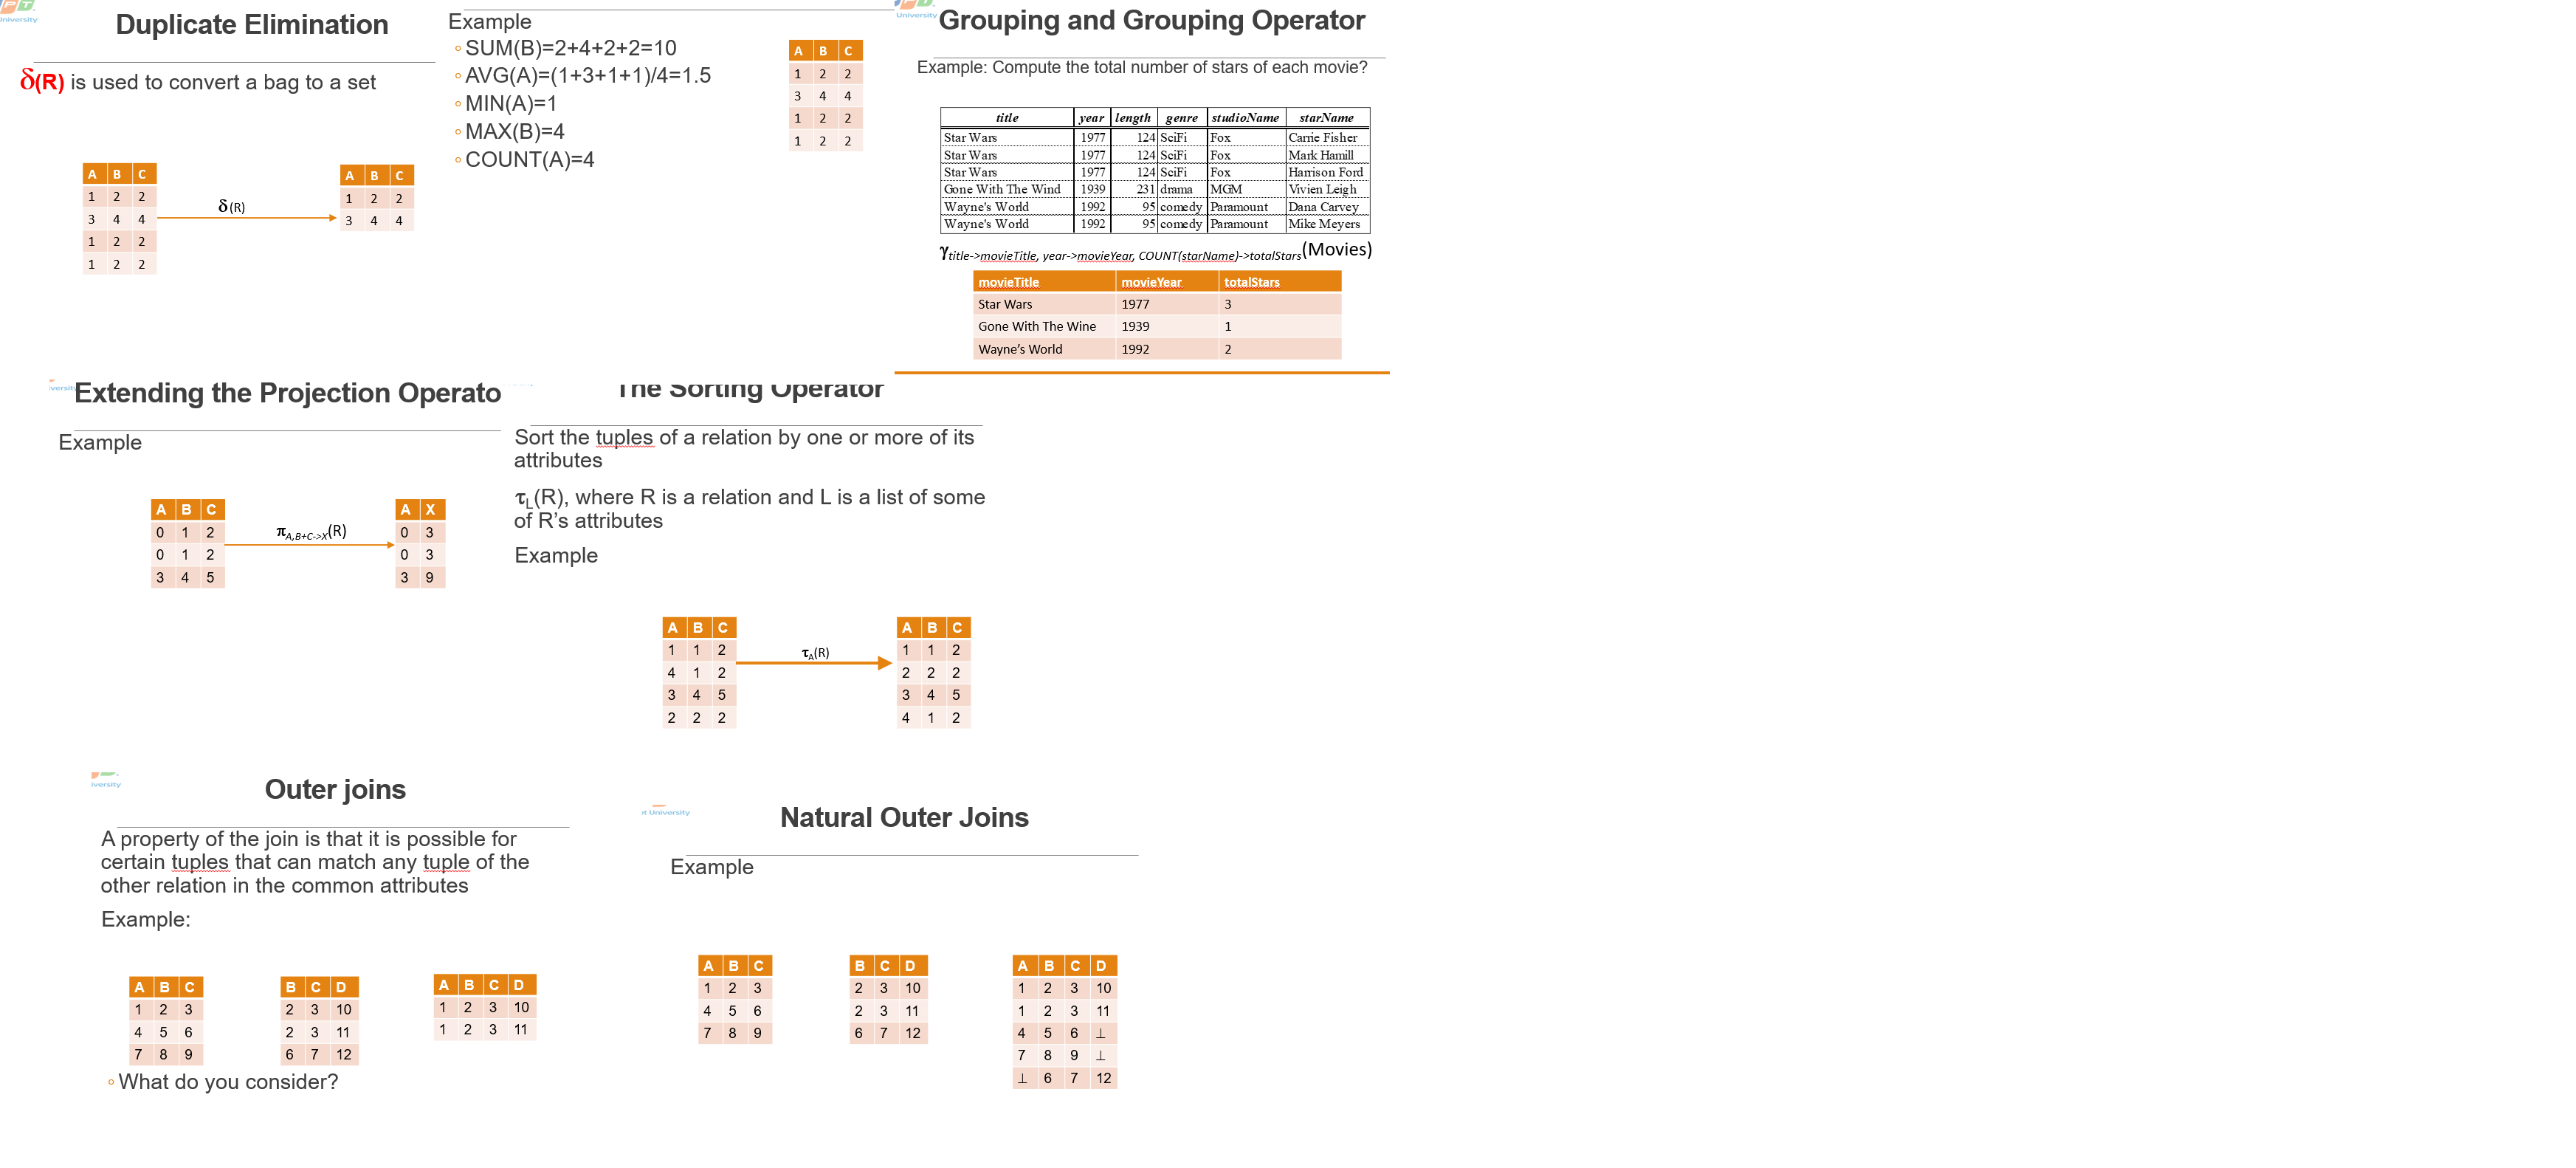 University
Duplicate Elimination
δ(R) is used to convert a bag to a set
A B C
1 2 2
3 4 4
1 2 2
1 2 2
δ(R)
A B C
1 2 2
3 4 4
Example
SUM(B)=2+4+2+2=10
AVG(A)=(1+3+1+1)/4=1.5
MIN(A)=1
MAX(B)=4
COUNT(A)=4
A B C
1 2 2
3 4 4
1 2 2
1 2 2
University
Grouping and Grouping Operator
Example: Compute the total number of stars of each movie?
title year length genre studioName starName
Star Wars 1977 124 SciFi Fox Carrie Fisher
Star Wars 1977 124 SciFi Fox Mark Hamill
Star Wars 1977 124 SciFi Fox Harrison Ford
Gone With The Wind 1939 231 drama MGM Vivien Leigh
Wayne's World 1992 95 comedy Paramount Dana Carvey
Wayne's World 1992 95 comedy Paramount Mike Meyers
γtitle->movieTitle, year->movieYear, COUNT(starName)->totalStars(Movies)
movieTitle movieYear totalStars
Star Wars 1977 3
Gone With The Wine 1939 1
Wayne’s World 1992 2
Extending the Projection Operato
Example
A B C
0 1 2
0 1 2
3 4 5
πA,B+C->X(R)
A X
0 3
0 3
3 9
The Sorting Operator
Sort the tuples of a relation by one or more of its
attributes
τL(R), where R is a relation and L is a list of some
of R’s attributes
Example
A B C
1 1 2
4 1 2
3 4 5
2 2 2
τA(R)
A B C
1 1 2
2 2 2
3 4 5
4 1 2
iversity
Outer joins
A property of the join is that it is possible for
certain tuples that can match any tuple of the
other relation in the common attributes
Example:
A B C
1 2 3
4 5 6
7 8 9
B C D
2 3 10
2 3 11
6 7 12
A B C D
1 2 3 10
1 2 3 11
What do you consider?
t University
Natural Outer Joins
Example
A B C
1 2 3
4 5 6
7 8 9
B C D
2 3 10
2 3 11
6 7 12
A B C D
1 2 3 10
1 2 3 11
4 5 6 ⊥
7 8 9 ⊥
⊥ 6 7 12